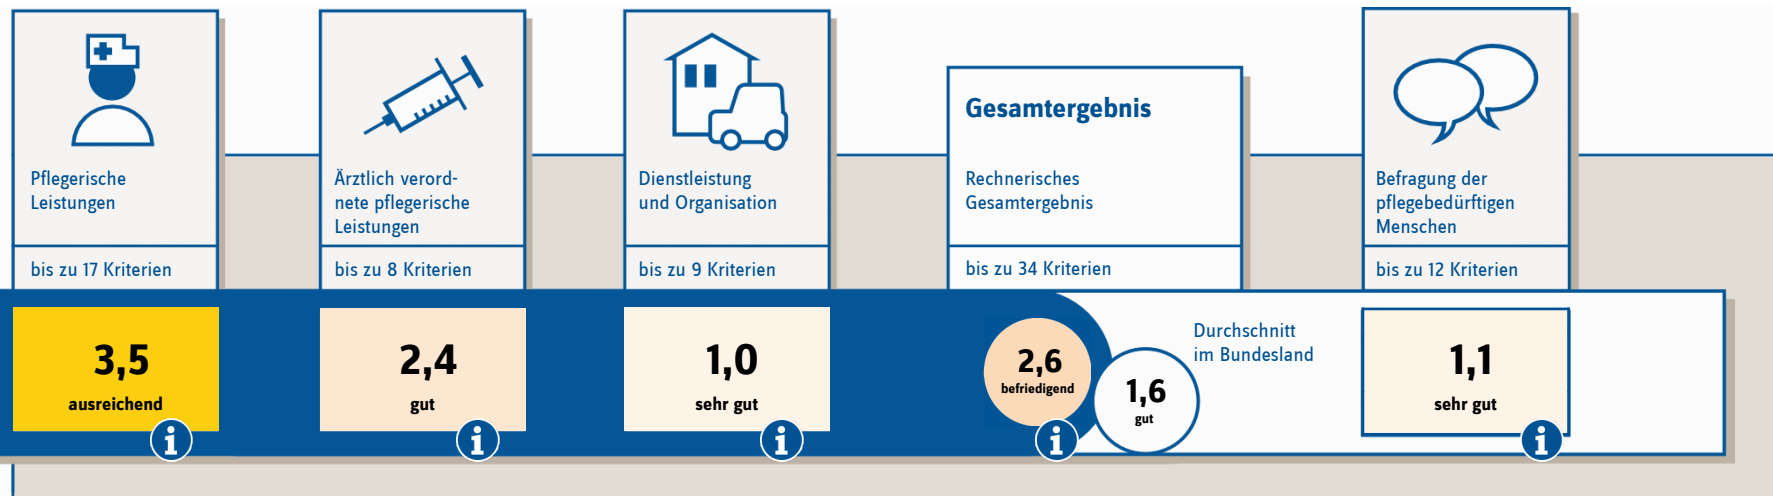 Pflegerische
Leistungen
bis zu 17 Kriterien
3,5
ausreichend
i
Ärztlich verord-
nete pflegerische
Leistungen
bis zu 8 Kriterien
2,4
gut
i
Dienstleistung
und Organisation
bis zu 9 Kriterien
1,0
sehr gut
i
Gesamtergebnis
Rechnerisches
Gesamtergebnis
bis zu 34 Kriterien
2,6
befriedigend
i
1,6
gut
Durchschnitt
im Bundesland
Befragung der
pflegebedürftigen
Menschen
bis zu 12 Kriterien
1,1
sehr gut
i